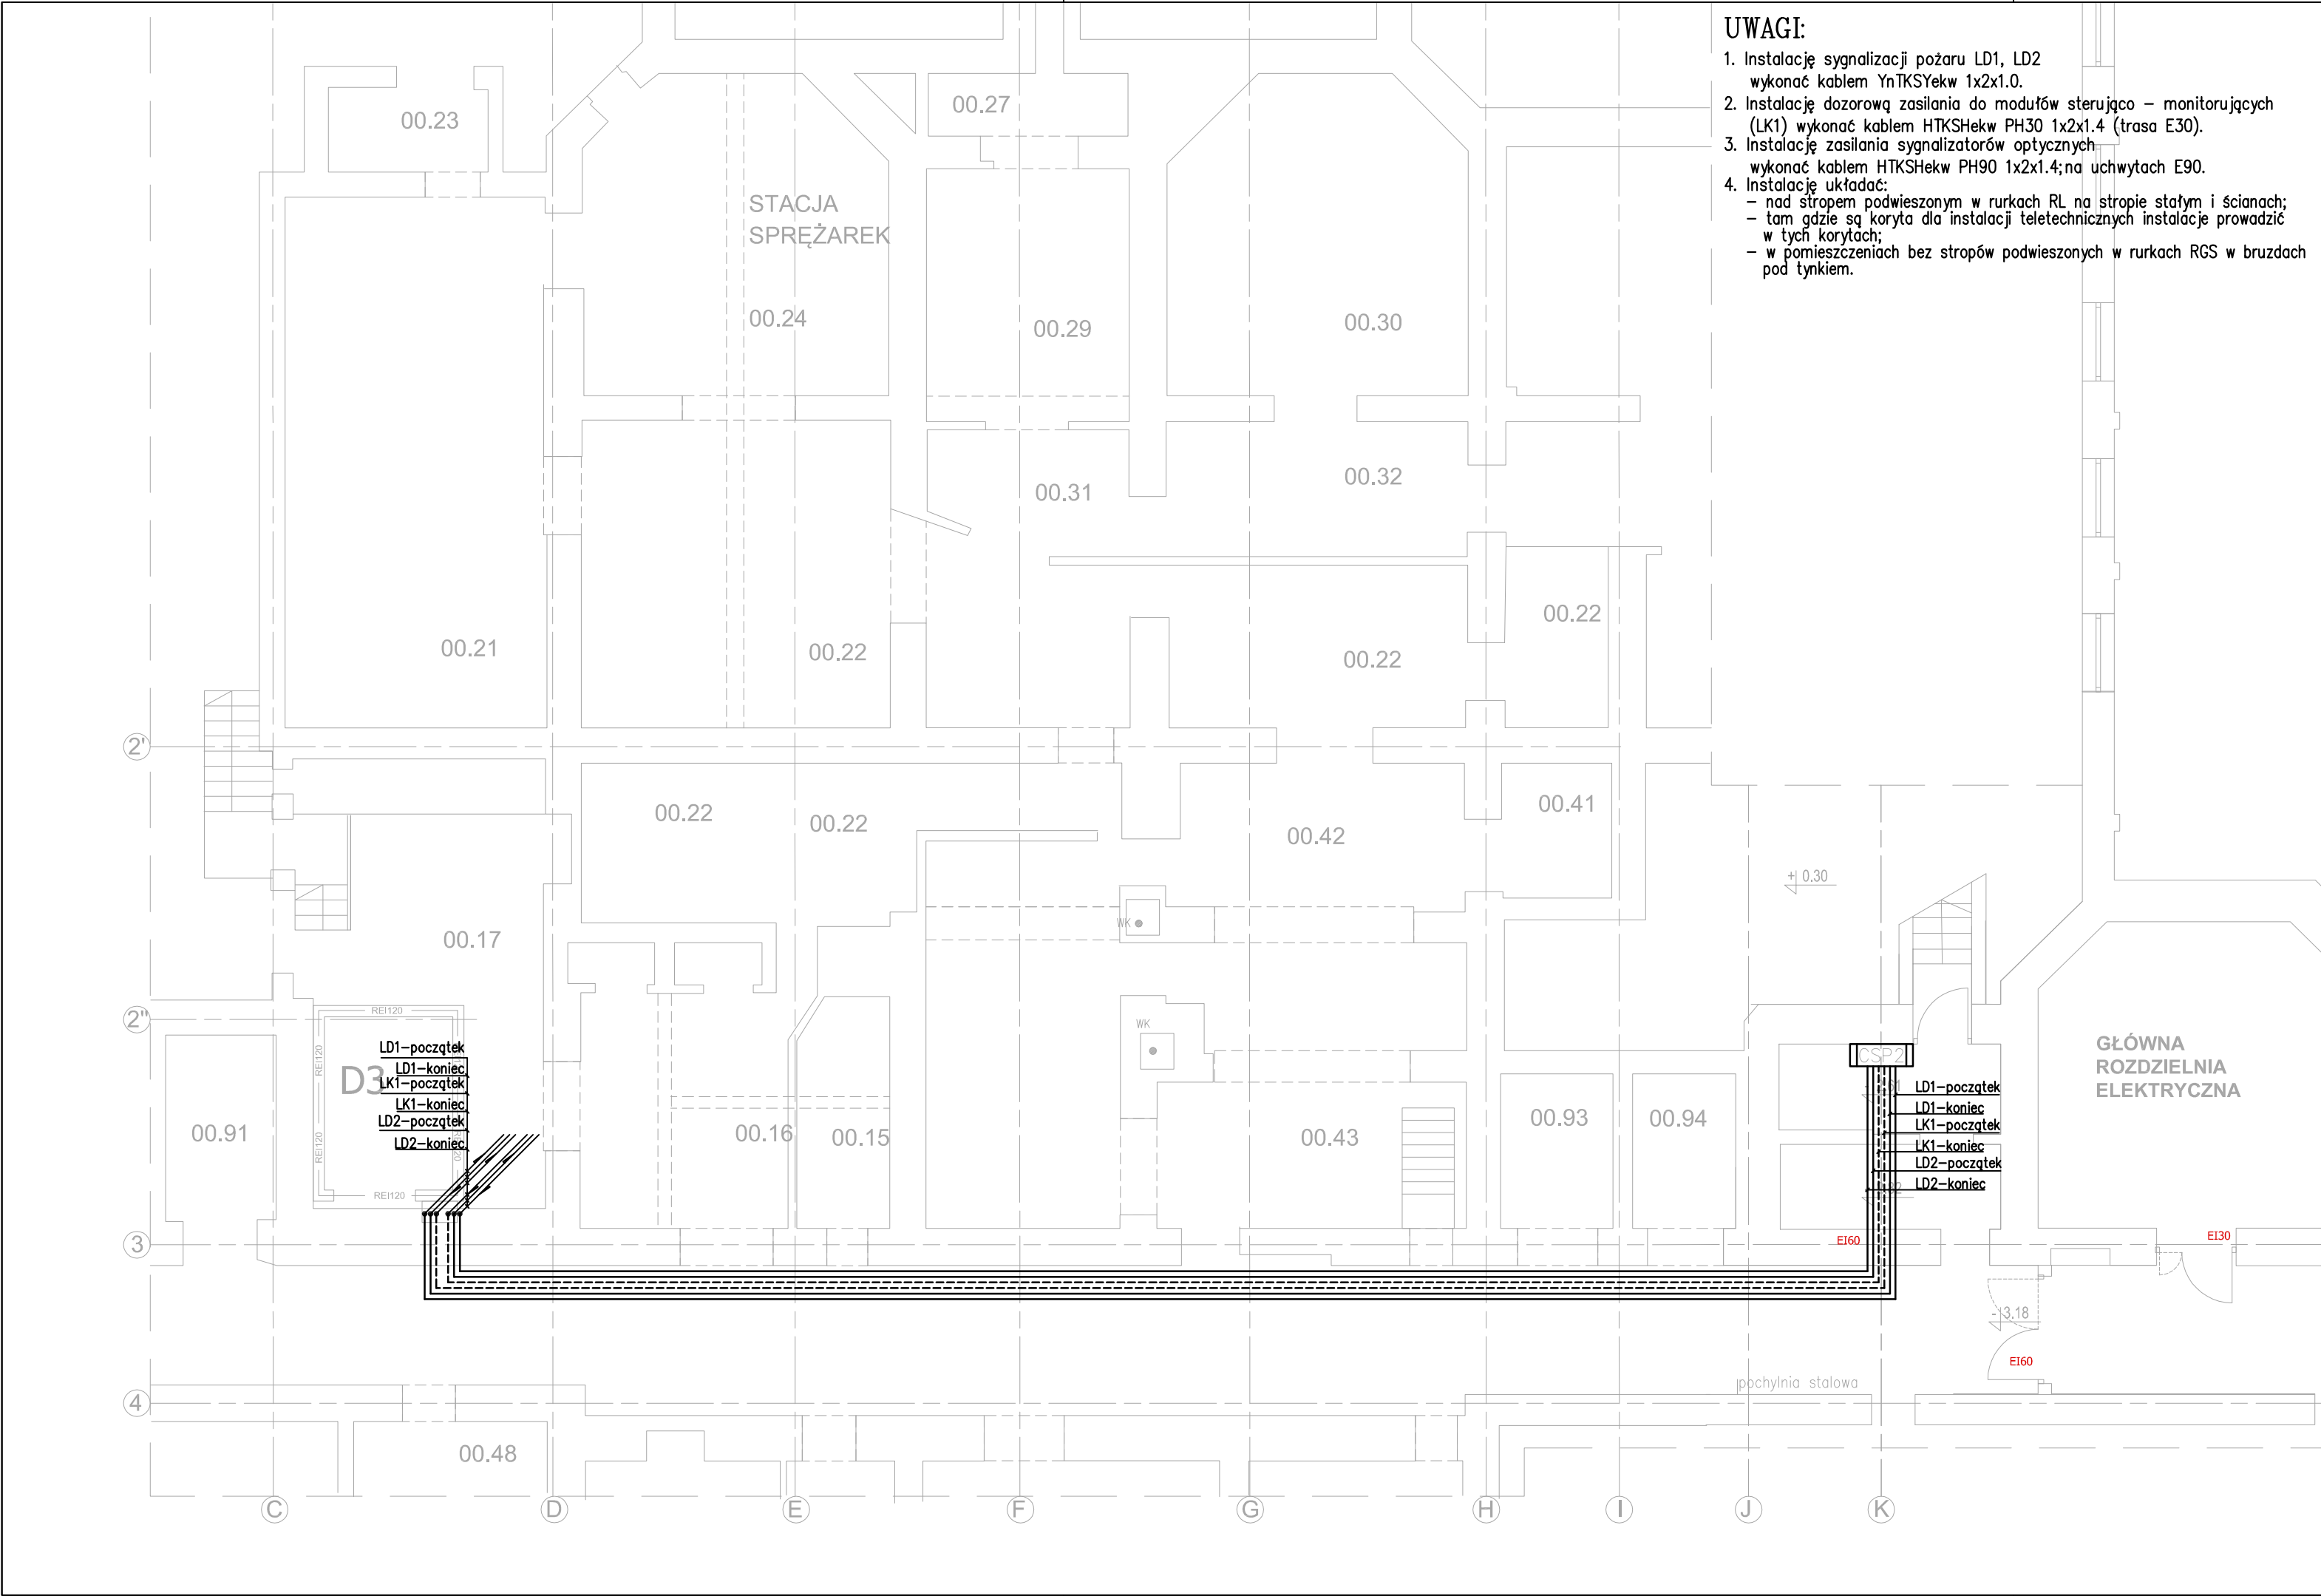 UWAGI:
1. Instalację sygnalizacji pożaru LD1, LD2
wykonać kablem YnTKSYekw 1x2x1.0.
2. Instalację dozorową zasilania do modułów sterująco – monitorujących
(LK1) wykonać kablem HTKSHekw PH30 1x2x1.4 (trasa E30).
3. Instalację zasilania sygnalizatorów optycznych
wykonać kablem HTKSHekw PH90 1x2x1.4;na uchwytach E90.
4. Instalację układać:
– nad stropem podwieszonym w rurkach RL na stropie stałym i ścianach;
– tam gdzie są koryta dla instalacji teletechnicznych instalacje prowadzić
w tych korytach;
– w pomieszczeniach bez stropów podwieszonych w rurkach RGS w bruzdach
pod tynkiem.
00.23
00.27
STACJA
SPRĘŻAREK
00.24
00.29
00.30
00.31
00.32
00.21
00.22
00.22
00.22
2'
00.22
00.22
00.42
00.41
+ 0.30
WK
00.17
2"
REI120
WK
REI120
D3
REI120
REI120
LD1–początek
LD1–koniec
LK1–początek
LK1–koniec
LD2–początek
LD2–koniec
CSP2
LD1–początek
LD1–koniec
LK1–początek
LK1–koniec
LD2–początek
LD2–koniec
GŁÓWNA
ROZDZIELNIA
ELEKTRYCZNA
00.91
00.16
00.15
00.43
00.93
00.94
3
EI60
EI30
- 3.18
EI60
pochylnia stalowa
4
00.48
C
D
E
F
G
H
I
J
K